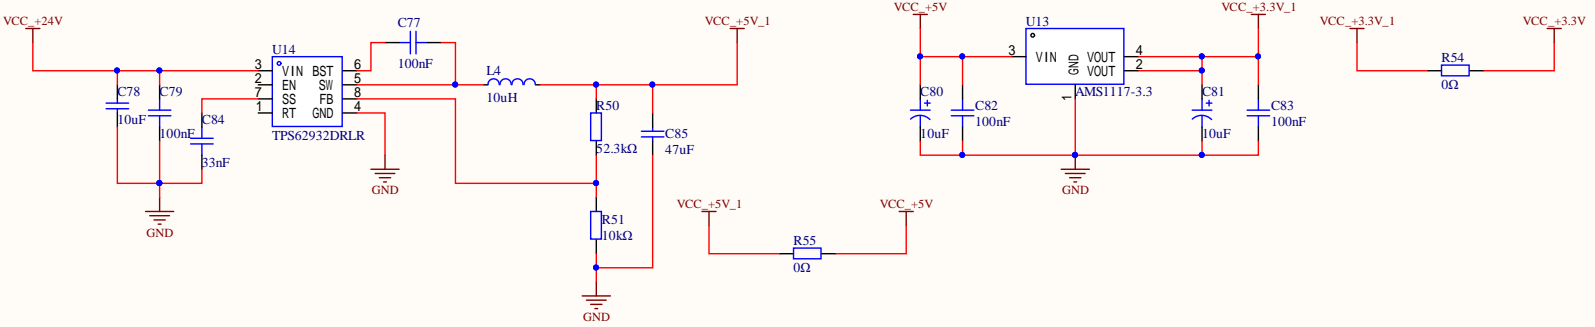 VCC_+24V
C77
100nF
VCC_+5V_1
U14
3 VIN BST 6
2 EN SW 5
7 SS FB 8
1 RT GND 4
TPS62932DRLR
C78
10uF
C79
100nF
C84
33nF
GND
GND
L4
10uH
R50
52.3kΩ
C85
47uF
R51
10kΩ
GND
VCC_+5V_1
VCC_+5V
R55
0Ω
VCC_+5V
U13
VCC_+3.3V_1
3 VIN GND VOUT 4
VOUT 2
1
AMS1117-3.3
C80
+
10uF
C82
100nF
C81
+
10uF
C83
100nF
GND
VCC_+3.3V_1
VCC_+3.3V
R54
0Ω